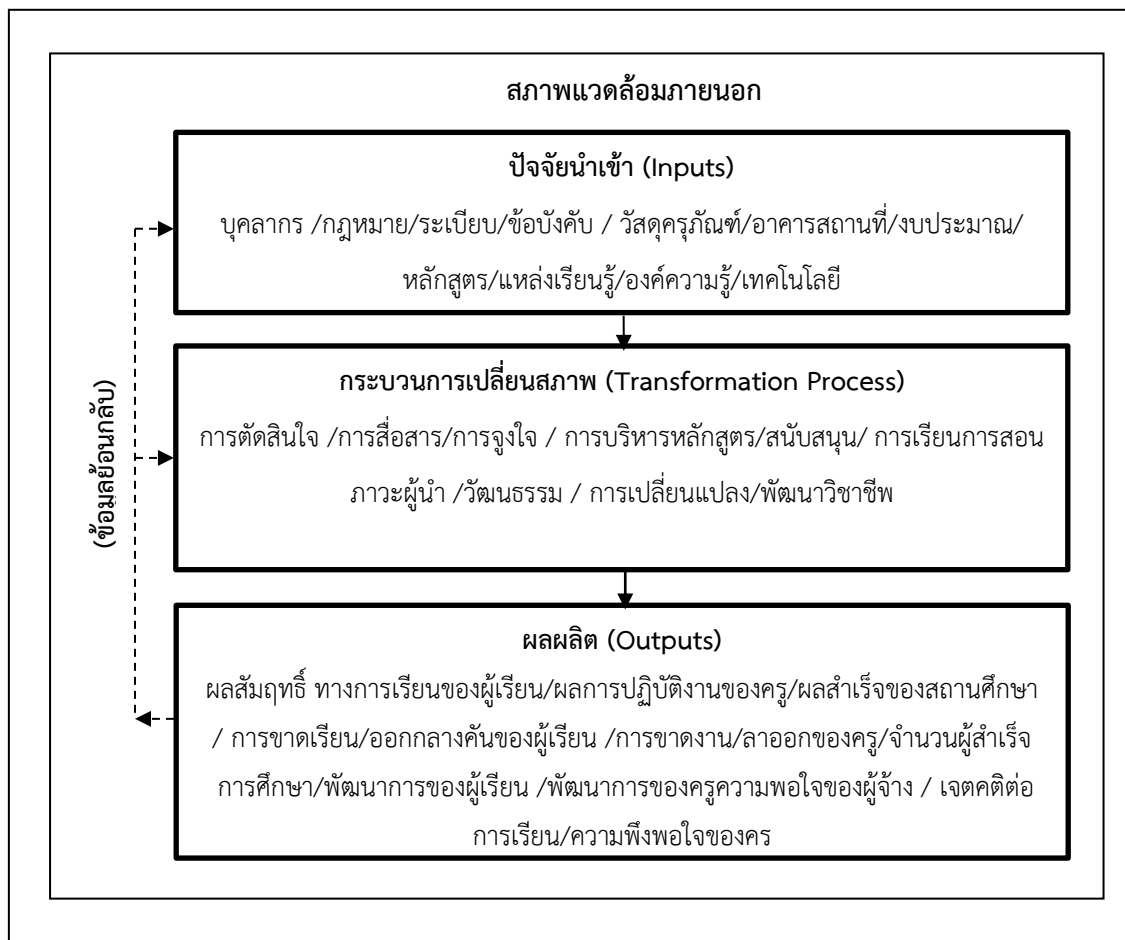 สภาพแวดล้อมภายนอก
ปัจจัยนำเข้า (Inputs)
บุคลากร /กฎหมาย/ระเบียบ/ข้อบังคับ / วัสดุครุภัณฑ์/อาคารสถานที่/งบประมาณ/
หลักสูตร/แหล่งเรียนรู้/องค์ความรู้/เทคโนโลยี
กระบวนการเปลี่ยนสภาพ (Transformation Process)
การตัดสินใจ /การสื่อสาร/การจูงใจ / การบริหารหลักสูตร/สนับสนุน/ การเรียนการสอน
ภาวะผู้นำ /วัฒนธรรม / การเปลี่ยนแปลง/พัฒนาวิชาชีพ
(ข้อมูลย้อนกลับ)
ผลผลิต (Outputs)
ผลสัมฤทธิ์ ทางการเรียนของผู้เรียน/ผลการปฏิบัติงานของครู/ผลสำเร็จของสถานศึกษา
/ การขาดเรียน/ออกกลางคันของผู้เรียน /การขาดงาน/ลาออกของครู/จำนวนผู้สำเร็จ
การศึกษา/พัฒนาการของผู้เรียน /พัฒนาการของครูความพอใจของผู้จ้าง / เจตคติต่อ
การเรียน/ความพึงพอใจของคร